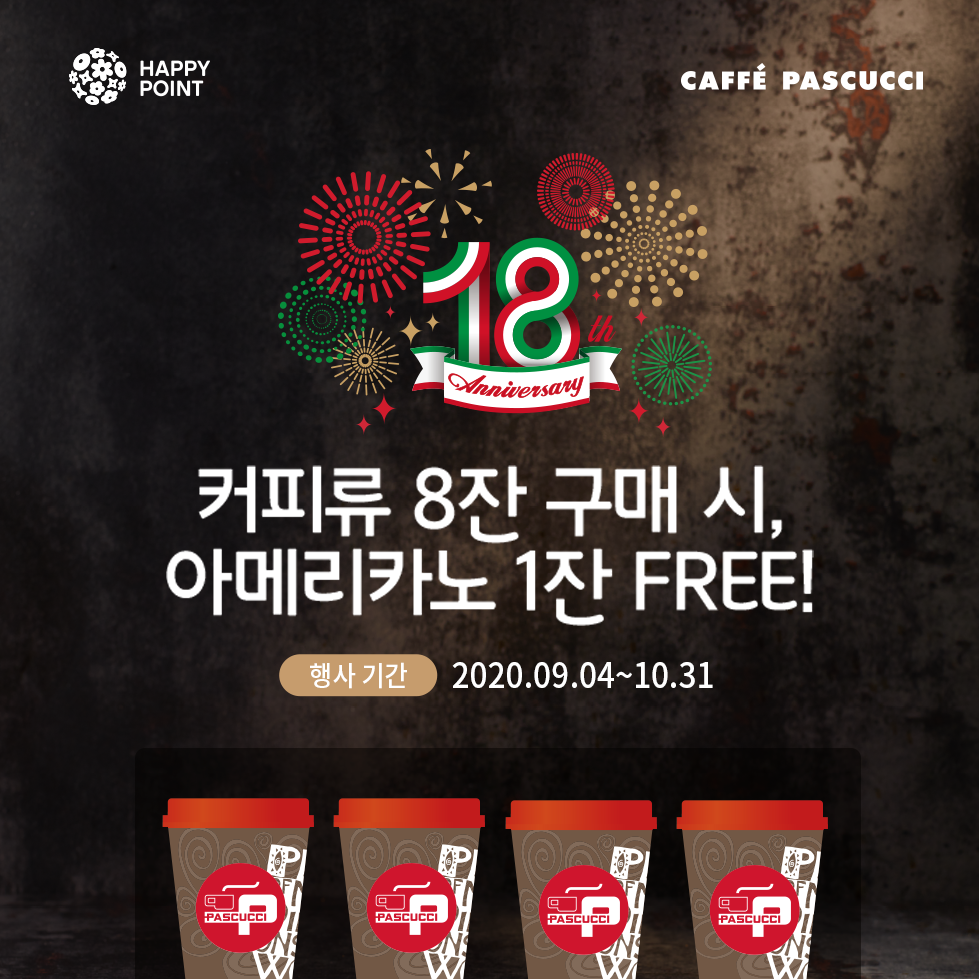 HAPPY
POINT
CAFFÉ PASCUCCI
18th
Anniversary
커피류 8잔 구매 시,
아메리카노 1잔 FREE!
행사 기간 2020.09.04~10.31
PASCUCCI
PASCUCCI
PASCUCCI
PASCUCCI